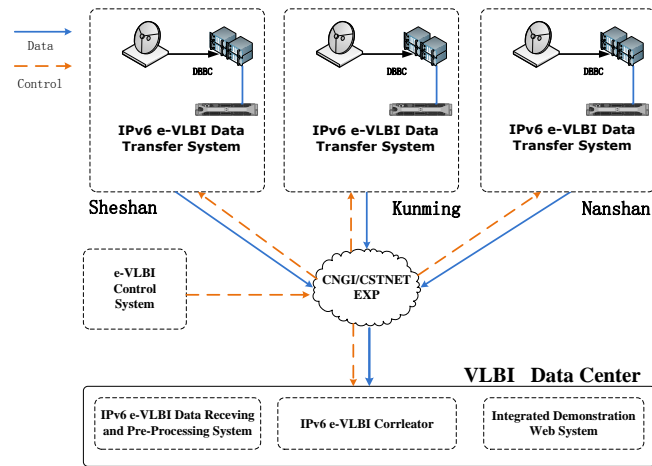 Data
Control
DBBC
IPv6 e-VLBI Data
Transfer System
Sheshan
DBBC
IPv6 e-VLBI Data
Transfer System
Kunming
DBBC
IPv6 e-VLBI Data
Transfer System
Nanshan
e-VLBI
Control
System
CNGI/CSTNET
EXP
VLBI Data Center
IPv6 e-VLBI Data Receving
and Pre-Processing System
IPv6 e-VLBI Corrleator
Integrated Demonstration
Web System